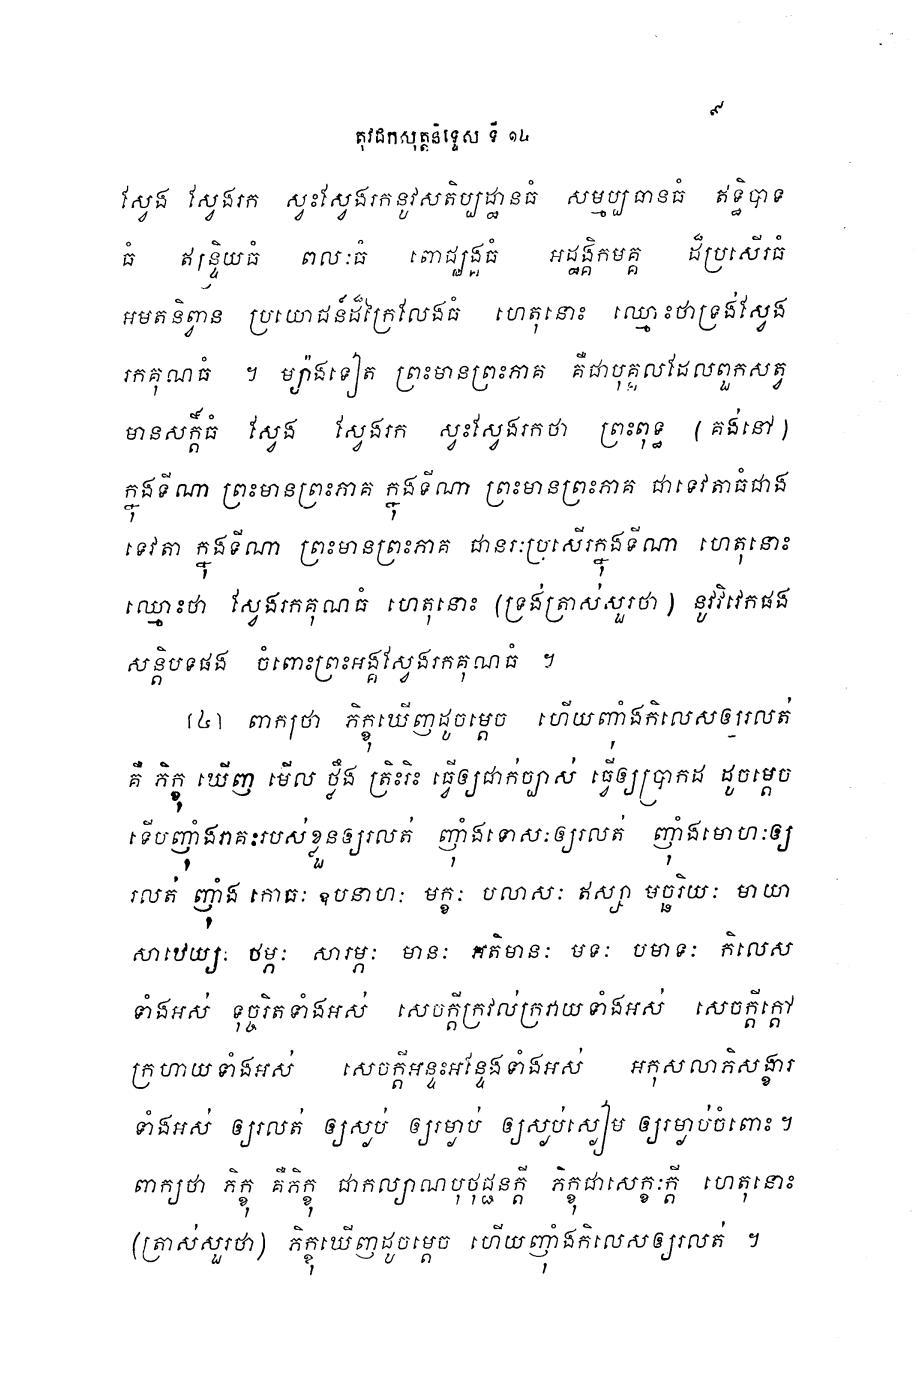 ៩
តុវដកសុត្តនិទ្ទេស ទី ១៤
ស្វែង ស្វែងរក ស្វះស្វែងរកនូវសតិប្បដ្ឋានធំ សម្មប្បធានធំ ឥទ្ធិបាទ
ធំ ឥន្ទ្រិយធំ ពលៈធំ ពោជ្ឈង្គធំ អដ្ឋង្គិកមគ្គ ដ៏ប្រសើរធំ
អមតនិព្វាន ប្រយោជន៍ដ៏ក្រៃលែងធំ ហេតុនោះ ឈ្មោះថាទ្រង់ស្វែង
រកគុណធំ ។ ម្យ៉ាងទៀត ព្រះមានព្រះភាគ គឺជាបុគ្គលដែលពួកសត្វ
មានសក្តិ៍ធំ ស្វែង ស្វែងរក ស្វះស្វែងរកថា ព្រះពុទ្ធ (គង់នៅ)
ក្នុងទីណា ព្រះមានព្រះភាគ ក្នុងទីណា ព្រះមានព្រះភាគ ជាទេវតាធំជាង
ទេវតា ក្នុងទីណា ព្រះមានព្រះភាគ ជានរៈប្រសើរក្នុងទីណា ហេតុនោះ
ឈ្មោះថា ស្វែងរកគុណធំ ហេតុនោះ (ទ្រង់ត្រាស់សួរថា) នូវវិវេកផង
សន្តិបទផង ចំពោះព្រះអង្គស្វែងរកគុណធំ ។
(៤) ពាក្យថា ភិក្ខុឃើញដូចម្តេច ហើយញ៉ាំងកិលេសឲ្យរលត់
គឺ ភិក្ខុ ឃើញ មើល ថ្លឹង ត្រិះរិះ ធ្វើឲ្យជាក់ច្បាស់ ធ្វើឲ្យប្រាកដ ដូចម្តេច
ទើបញ៉ាំងរាគៈរបស់ខ្លួនឲ្យរលត់ ញ៉ាំងទោសៈឲ្យរលត់ ញ៉ាំងមោហៈឲ្យ
រលត់ ញ៉ាំង កោធៈ ឧបនាហៈ មក្ខៈ បលាសៈ ឥស្សា មច្ឆរិយៈ មាយា
សាឋេយ្យៈ ថម្ភៈ សារម្ភៈ មានៈ អតិមានៈ មទៈ បមាទៈ កិលេស
ទាំងអស់ ទុច្ចរិតទាំងអស់ សេចក្តីក្រវល់ក្រវាយទាំងអស់ សេចក្តីក្តៅ
ក្រហាយទាំងអស់ សេចក្តីអន្ទះអន្ទែងទាំងអស់ អកុសលាភិសង្ខារ
ទាំងអស់ ឲ្យរលត់ ឲ្យស្ងប់ ឲ្យរម្ងាប់ ឲ្យស្ងប់ស្ងៀម ឲ្យរម្ងាប់ចំពោះ ។
ពាក្យថា ភិក្ខុ គឺភិក្ខុ ជាកល្យាណបុថុជ្ជនក្តី ភិក្ខុជាសេក្ខៈក្តី ហេតុនោះ
(ត្រាស់សួរថា) ភិក្ខុឃើញដូចម្តេច ហើយញ៉ាំងកិលេសឲ្យរលត់ ។